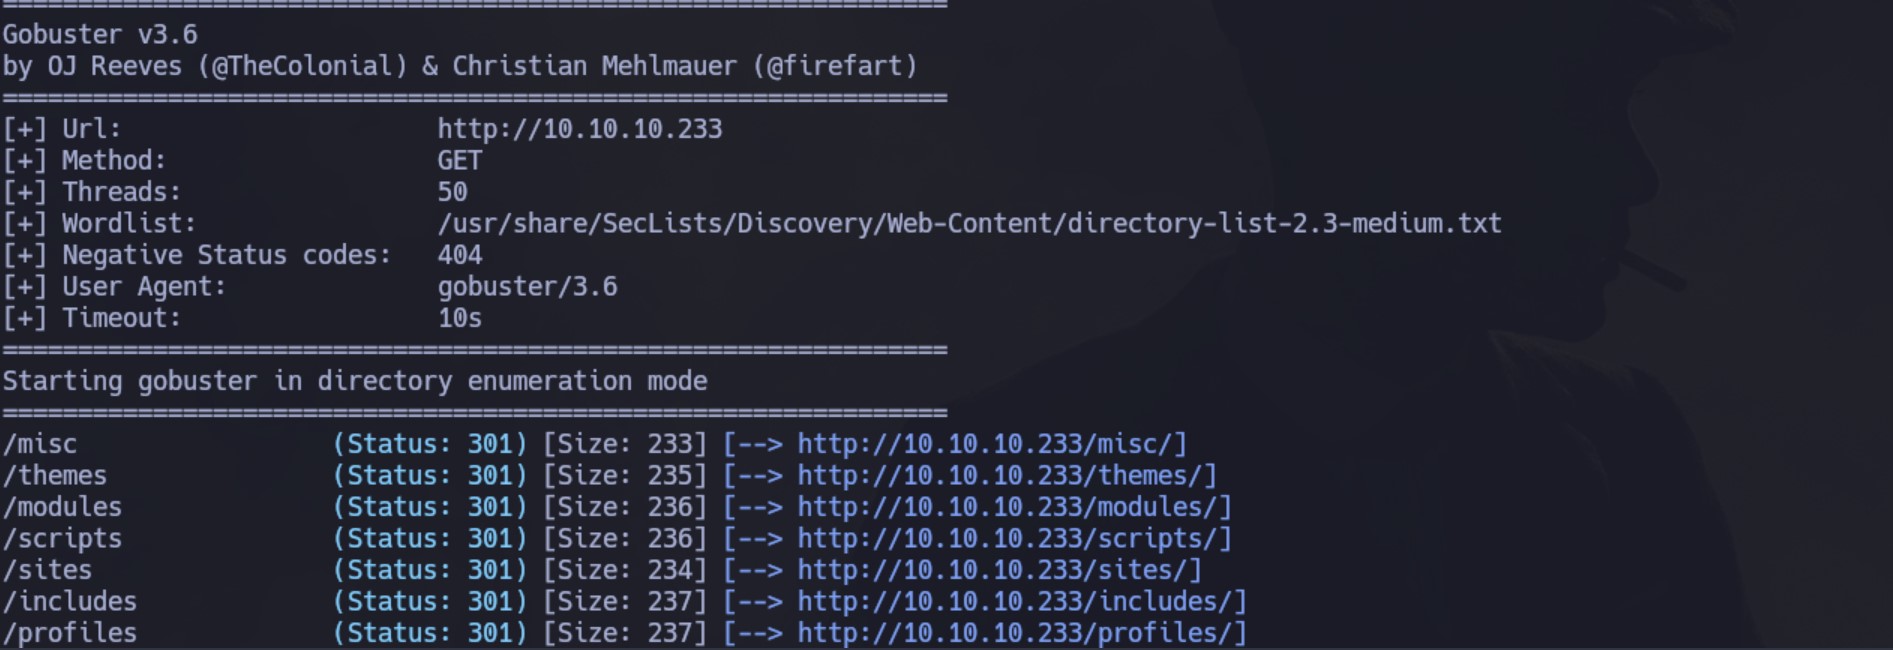 ===============================================================
Gobuster v3.6
by OJ Reeves (@TheColonial) & Christian Mehlmauer (@firefart)
===============================================================
[+] Url:                     http://10.10.10.233
[+] Method:                  GET
[+] Threads:                 50
[+] Wordlist:                /usr/share/SecLists/Discovery/Web-Content/directory-list-2.3-medium.txt
[+] Negative Status codes:   404
[+] User Agent:              gobuster/3.6
[+] Timeout:                 10s
===============================================================
Starting gobuster in directory enumeration mode
===============================================================
/misc                 (Status: 301) [Size: 233] [--> http://10.10.10.233/misc/]
/themes               (Status: 301) [Size: 235] [--> http://10.10.10.233/themes/]
/modules              (Status: 301) [Size: 236] [--> http://10.10.10.233/modules/]
/scripts              (Status: 301) [Size: 236] [--> http://10.10.10.233/scripts/]
/sites                (Status: 301) [Size: 234] [--> http://10.10.10.233/sites/]
/includes             (Status: 301) [Size: 237] [--> http://10.10.10.233/includes/]
/profiles             (Status: 301) [Size: 237] [--> http://10.10.10.233/profiles/]